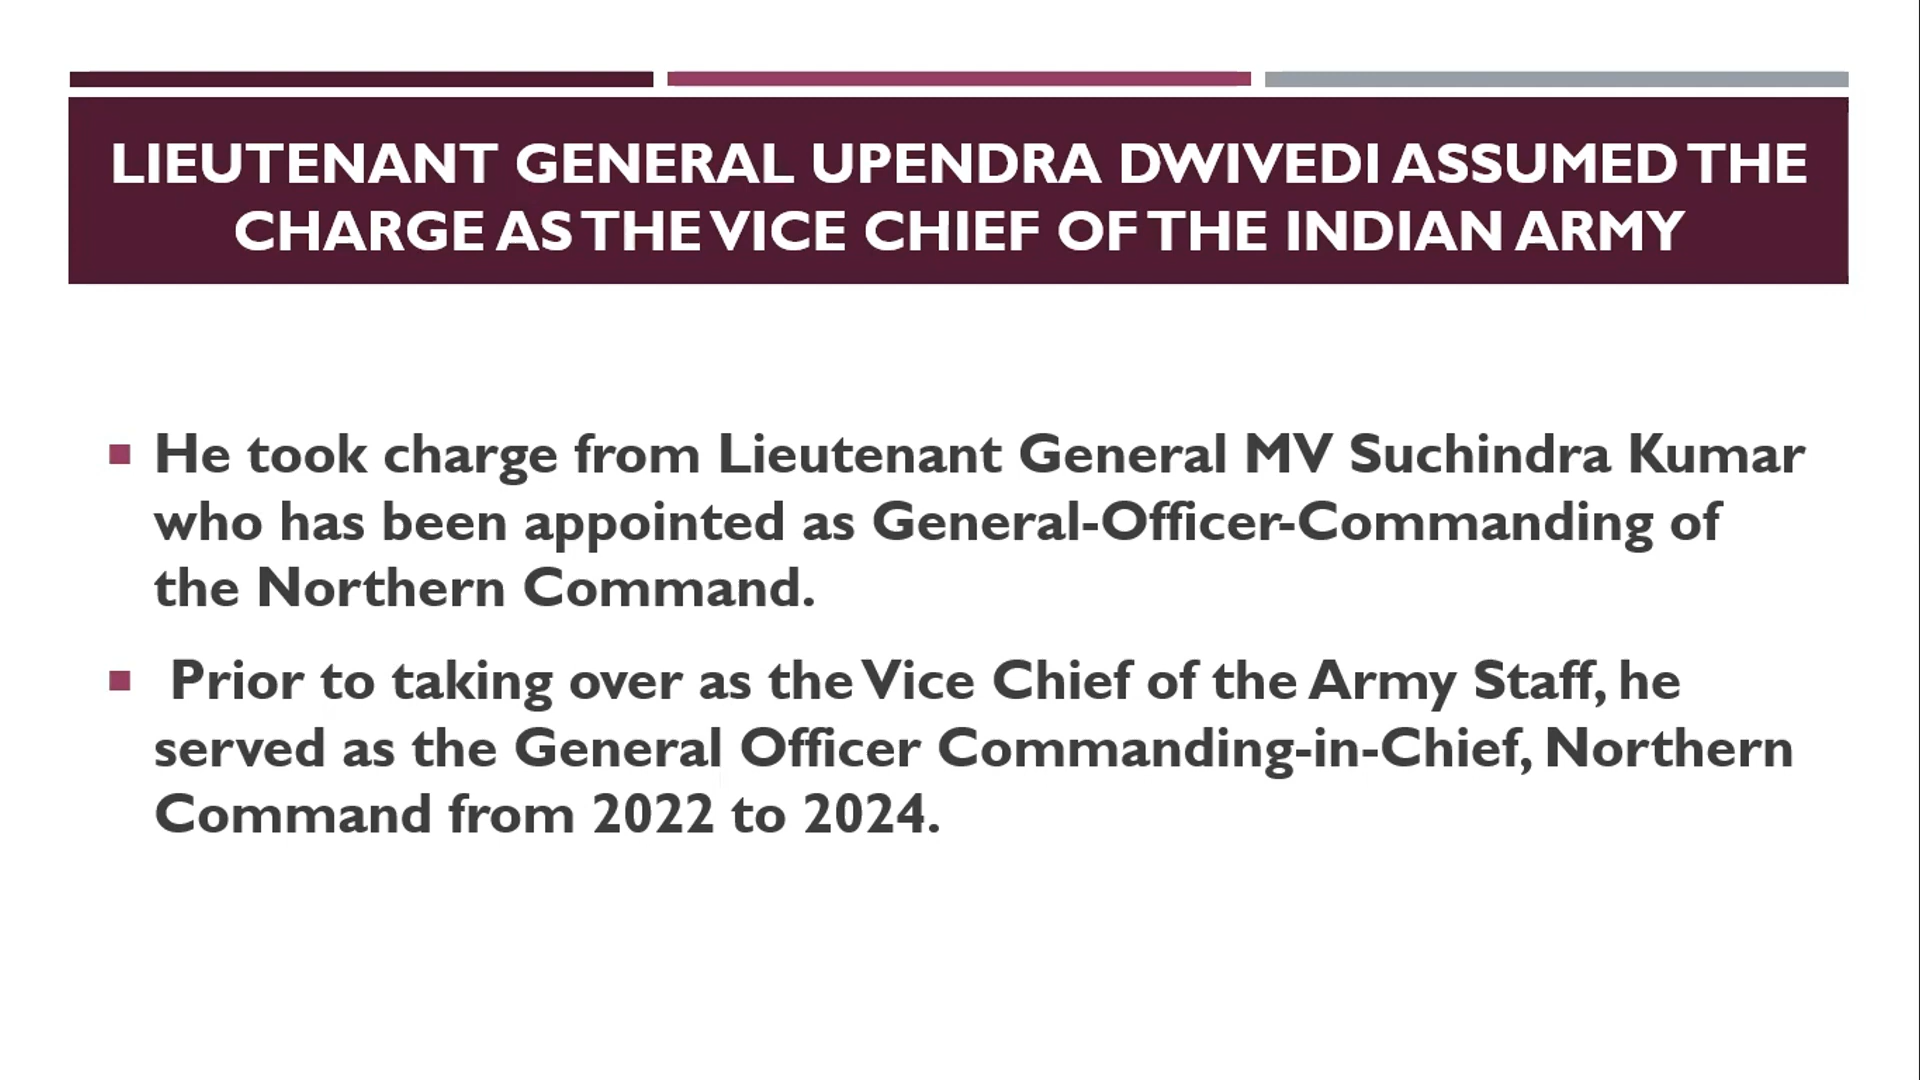 LIEUTENANT GENERAL UPENDRA DWIVEDI ASSUMED THE
CHARGE AS THE VICE CHIEF OF THE INDIAN ARMY
He took charge from Lieutenant General MV Suchindra Kumar
who has been appointed as General-Officer-Commanding of
the Northern Command.
Prior to taking over as the Vice Chief of the Army Staff, he
served as the General Officer Commanding-in-Chief, Northern
Command from 2022 to 2024.